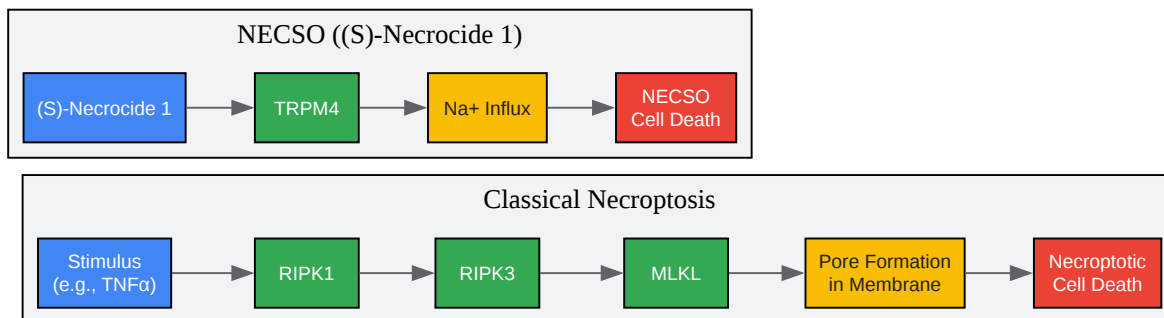 NECSO ((S)-Necrocide 1)
(S)-Necrocide 1
TRPM4
Na+ Influx
NECSO
Cell Death
Classical Necroptosis
Stimulus
(e.g., TNFα)
RIPK1
RIPK3
MLKL
Pore Formation
in Membrane
Necroptotic
Cell Death